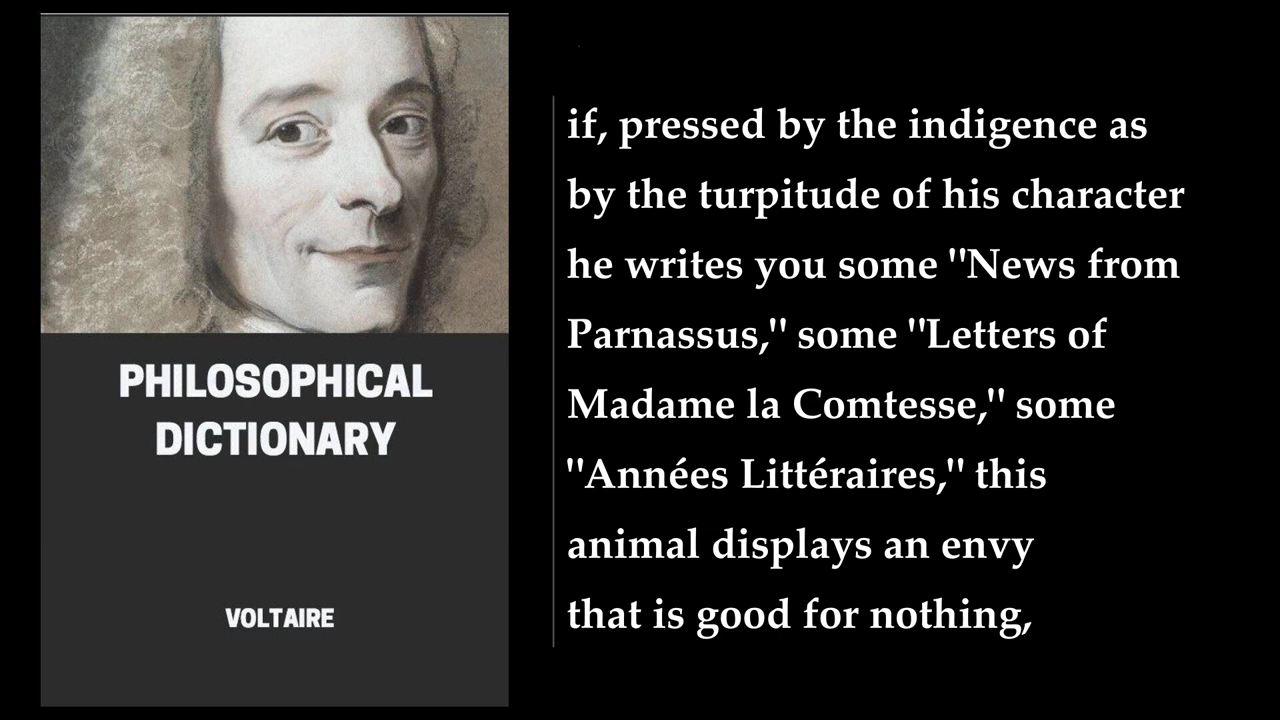 PHILOSOPHICAL
DICTIONARY
VOLTAIRE
if, pressed by the indigence as
by the turpitude of his character
he writes you some "News from
Parnassus," some "Letters of
Madame la Comtesse," some
"Années Littéraires," this
animal displays an envy
that is good for nothing,